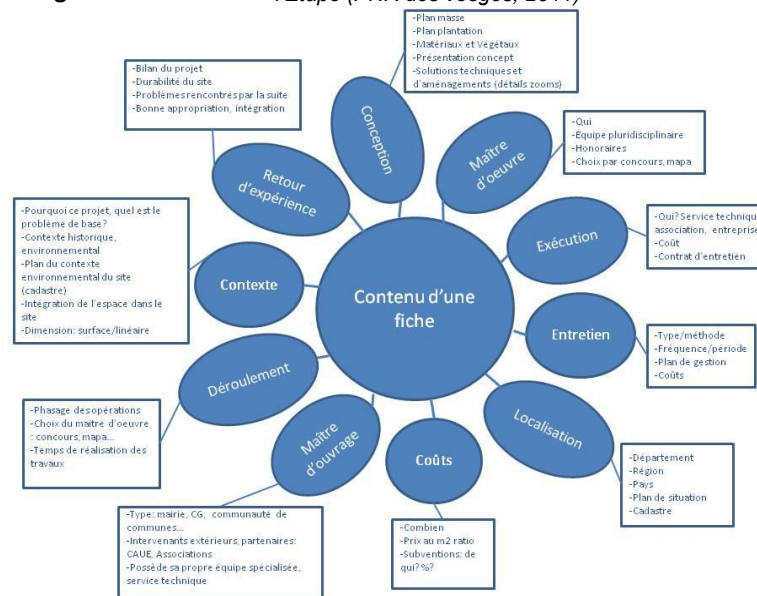 -Plan masse
-Plan plantation
-Matériaux et Végétaux
-Présentation concept
-Solutions techniques et
d'aménagements (détails zooms)
Conception
-Qui
-Équipe pluridisciplinaire
-Honoraires
-Choix par concours, mapa
Maître
d'oeuvre
-Qui? Service technique
association, entreprise
-Coût
-Contrat d'entretien
Exécution
-Type/méthode
-Fréquence/période
-Plan de gestion
-Coûts
Entretien
-Département
-Région
-Pays
-Plan de situation
-Cadastre
Localisation
-Combien
-Prix au m2 ratio
-Subventions: de
qui? %?
Coûts
-Type: mairie, CG, communauté de
communes...
-Intervenants extérieurs, partenaires:
CAUE, Associations
-Possède sa propre équipe spécialisée,
service technique
Maître
d'ouvrage
-Phasage des opérations
-Choix du maitre d'oeuvre
: concours, mapa...
-Temps de réalisation des
travaux
Déroulement
-Pourquoi ce projet, quel est le
problème de base?
-Contexte historique,
environnemental
-Plan du contexte
environnemental du site
(cadastre)
-Intégration de l'espace dans le
site
-Dimension: surface/linéaire
Contexte
-Bilan du projet
-Durabilité du site
-Problèmes rencontrés par la suite
-Bonne appropriation, intégration
Retour
d'expérience
Contenu d'une
fiche